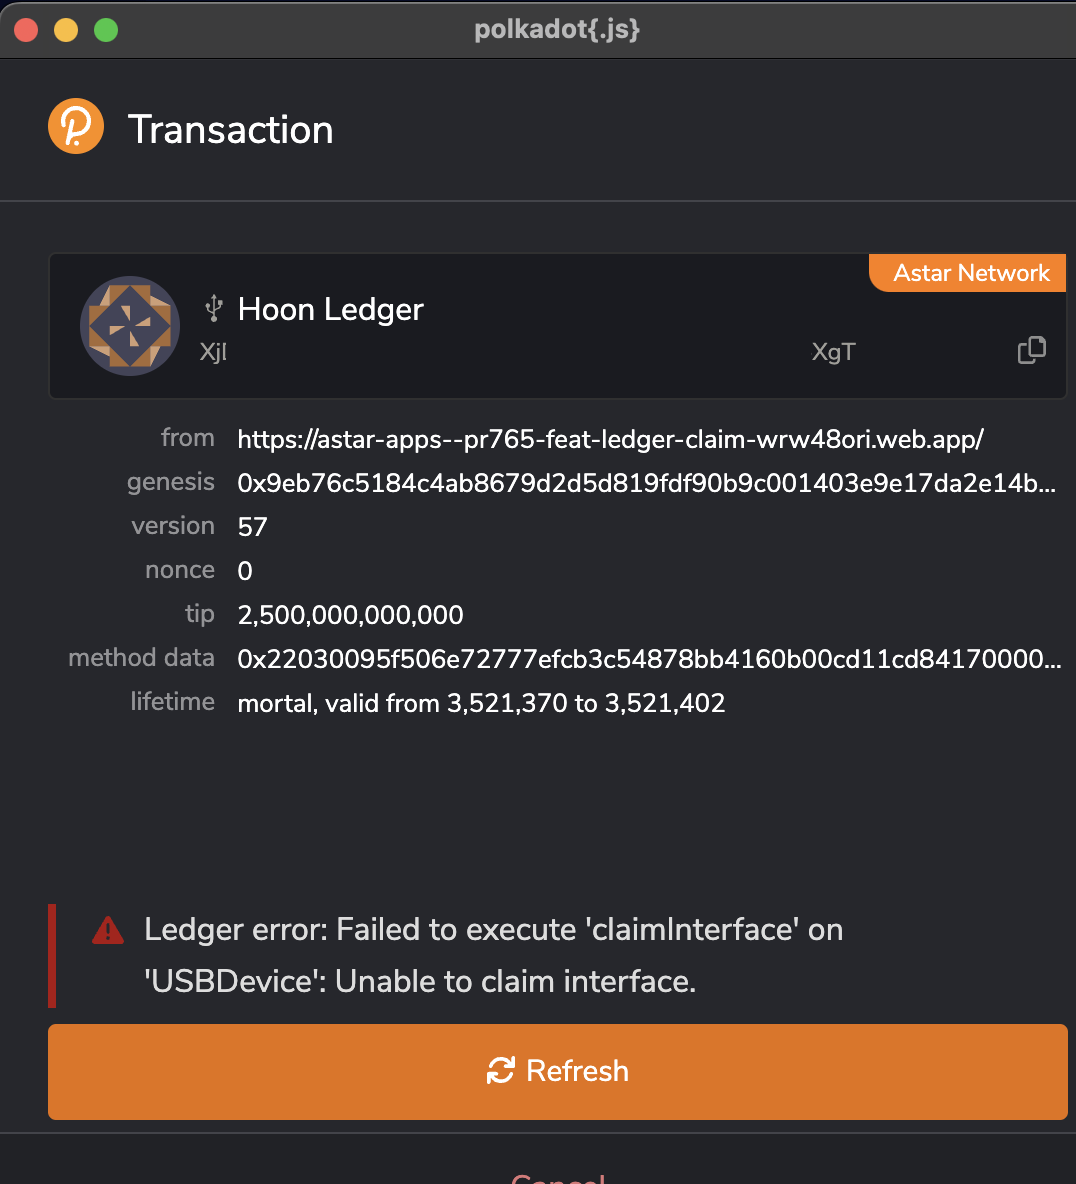 polkadot{.js}
Transaction
Astar Network
Hoon Ledger
XgT
from https://astar-apps--pr765-feat-ledger-claim-wrw48ori.web.app/
genesis 0x9eb76c5184c4ab8679d2d5d819fdf90b9c001403e9e17da2e14b...
version 57
nonce 0
tip 2,500,000,000,000
method data 0x22030095f506e72777efcb3c54878bb4160b00cd11cd84170000...
lifetime mortal, valid from 3,521,370 to 3,521,402
Ledger error: Failed to execute 'claimInterface' on
'USBDevice': Unable to claim interface.
Refresh
Cancel